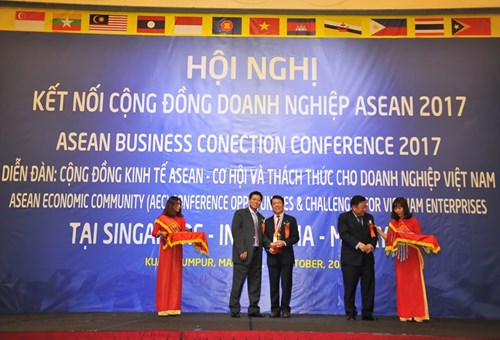 HỘI NGHỊ
KẾT NỐI CỘNG ĐỒNG DOANH NGHIỆP ASEAN 2017
ASEAN BUSINESS CONECTION CONFERENCE 2017
DIỄN ĐÀN: CỘNG ĐỒNG KINH TẾ ASEAN - CƠ HỘI VÀ THÁCH THỨC CHO DOANH NGHIỆP VIỆT NAM
ASEAN ECONOMIC COMMUNITY (AEC) CONFERENCE & FOR VIETNAM ENTERPRISES
TẠI - -